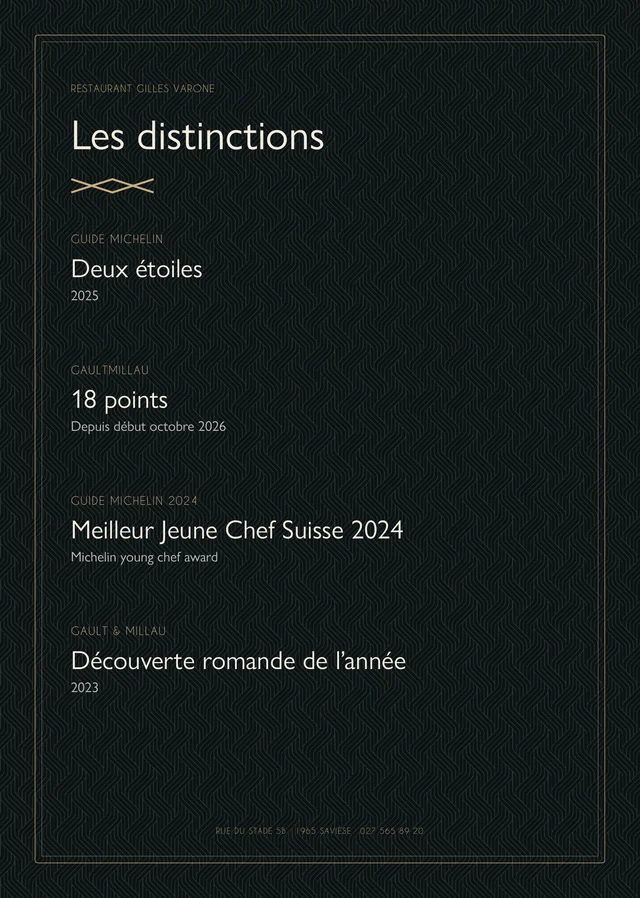 RESTAURANT GILLES VARONE
Les distinctions
GUIDE MICHELIN
Deux étoiles
2025
GAULTMILLAU
18 points
Depuis début octobre 2026
GUIDE MICHELIN 2024
Meilleur Jeune Chef Suisse 2024
Michelin young chef award
GAULT & MILLAU
Découverte romande de l’année
2023
RUE DU STADE 5B · 1965 SAVIÈSE · 027 565 89 20